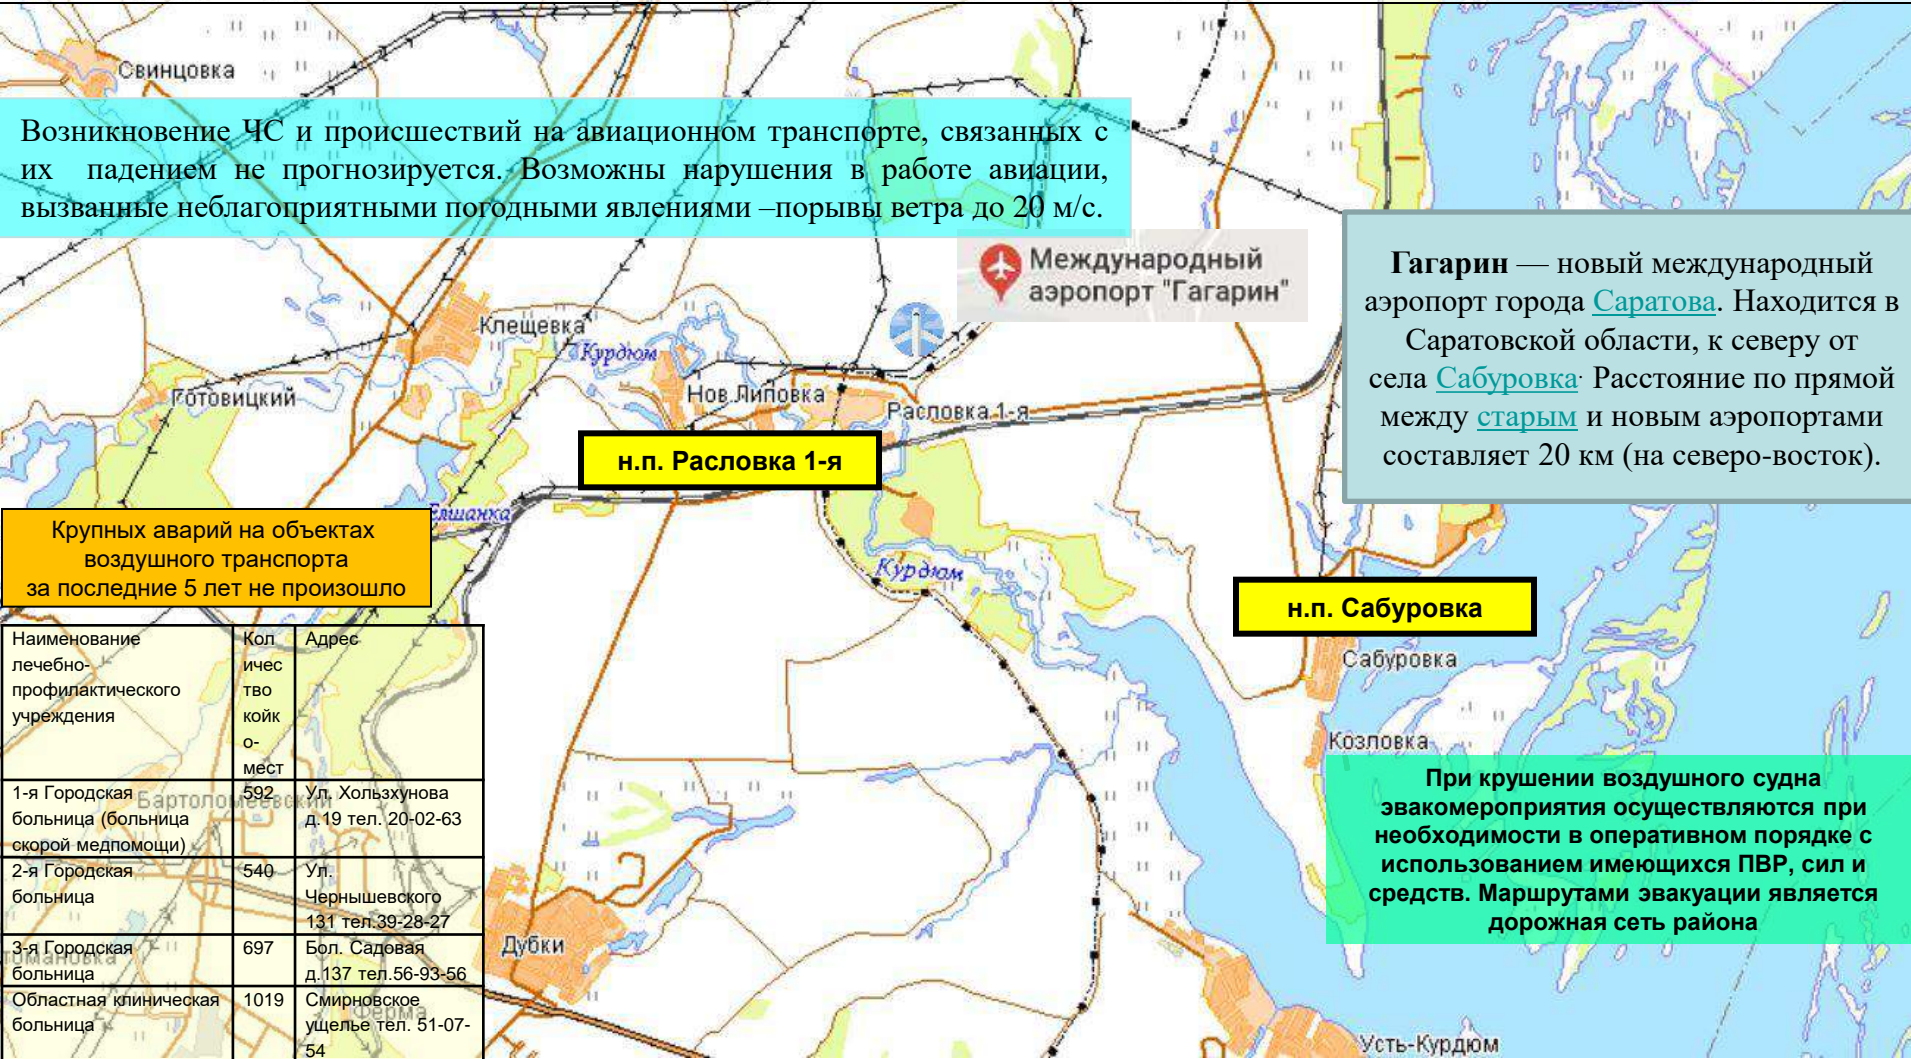 Свинцовка
Возникновение ЧС и происшествий на авиационном транспорте, связанных с
их падением не прогнозируется. Возможны нарушения в работе авиации,
вызванные неблагоприятными погодными явлениями –порывы ветра до 20 м/с.
Международный
аэропорт "Гагарин"
Гагарин — новый международный
аэропорт города Саратова. Находится в
Саратовской области, к северу от
села Сабуровка. Расстояние по прямой
между старым и новым аэропортами
составляет 20 км (на северо-восток).
Клещевка
Курдюм
Готовицкий
Нов.Липовка
Расловка 1-я
н.п. Расловка 1-я
Елшанка
Крупных аварий на объектах
воздушного транспорта
за последние 5 лет не произошло
Курдюм
н.п. Сабуровка
Сабуровка
Козловка
При крушении воздушного судна
эвакомероприятия осуществляются при
необходимости в оперативном порядке с
использованием имеющихся ПВР, сил и
средств. Маршрутами эвакуации является
дорожная сеть района
Наименование
лечебно-
профилактического
учреждения
Кол
ичес
тво
койк
о-
мест
Адрес
1-я Городская
больница (больница
скорой медпомощи)
592
Ул. Хользхунова
д.19 тел. 20-02-63
Бартоломеевский
2-я Городская
больница
540
Ул.
Чернышевского
131 тел.39-28-27
3-я Городская
больница
697
Бол. Садовая
д.137 тел.56-93-56
Областная клиническая
больница
1019
Смирновское
ущелье тел. 51-07-
54
Ферма
Дубки
Усть-Курдюм